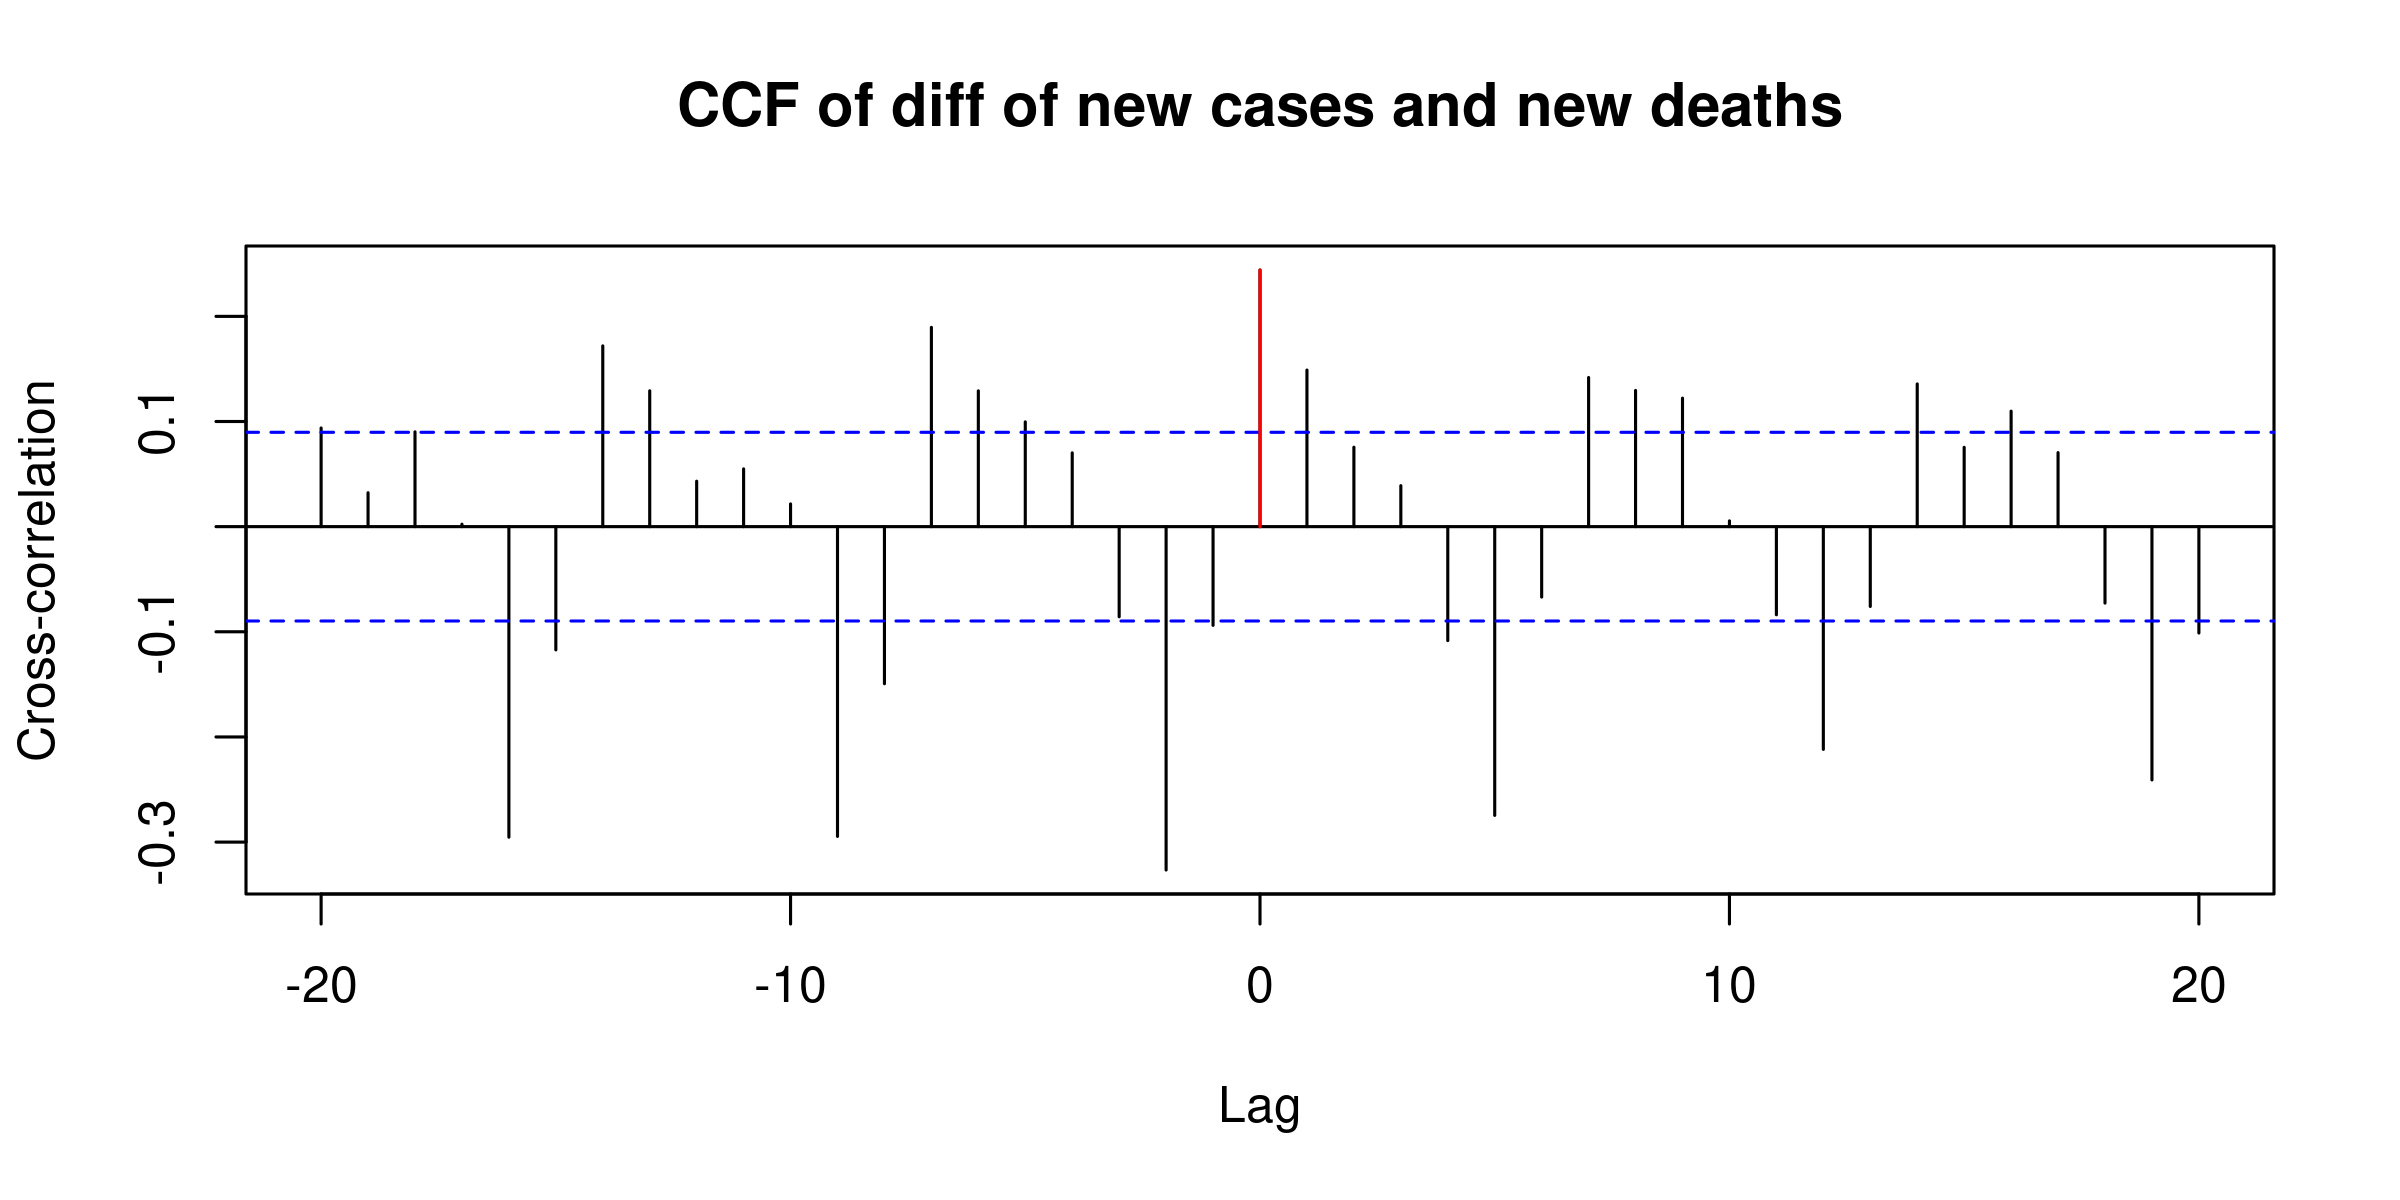 CCF of diff of new cases and new deaths
Cross-correlation
0.1
-0.1
-0.3
-20 -10 0 10 20
Lag